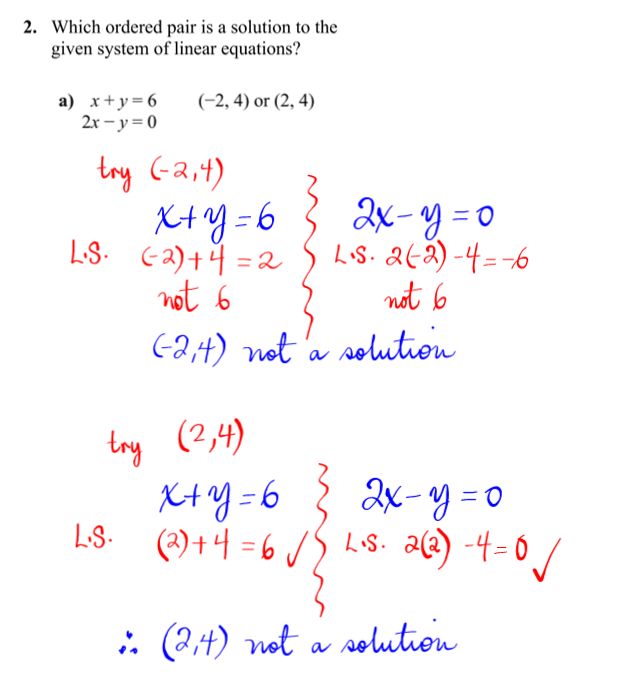 2. Which ordered pair is a solution to the
given system of linear equations?
a) x + y = 6 (−2, 4) or (2, 4)
2x − y = 0
try (-2,4)
x+y=6 2x-y=0
L.S. (-2)+4=2 L.S. 2(-2)-4=-6
not 6 not 6
(-2,4) not a solution
try (2,4)
x+y=6 2x-y=0
L.S. (2)+4=6 ✓ L.S. 2(2)-4=0 ✓
∴ (2,4) not a solution